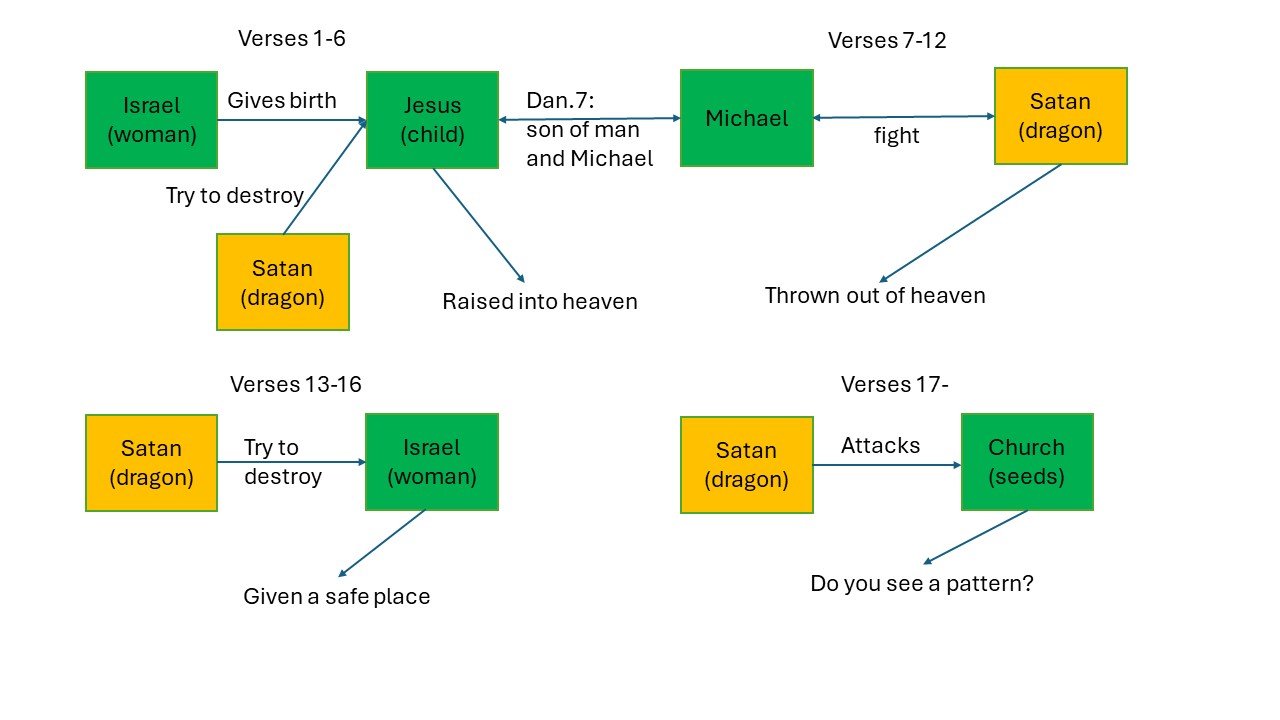 Verses 1-6
Israel
(woman)
Gives birth
Jesus
(child)
Dan.7:
son of man
and Michael
Try to destroy
Satan
(dragon)
Raised into heaven
Verses 7-12
Michael
fight
Satan
(dragon)
Thrown out of heaven
Verses 13-16
Satan
(dragon)
Try to
destroy
Israel
(woman)
Given a safe place
Verses 17-
Satan
(dragon)
Attacks
Church
(seeds)
Do you see a pattern?